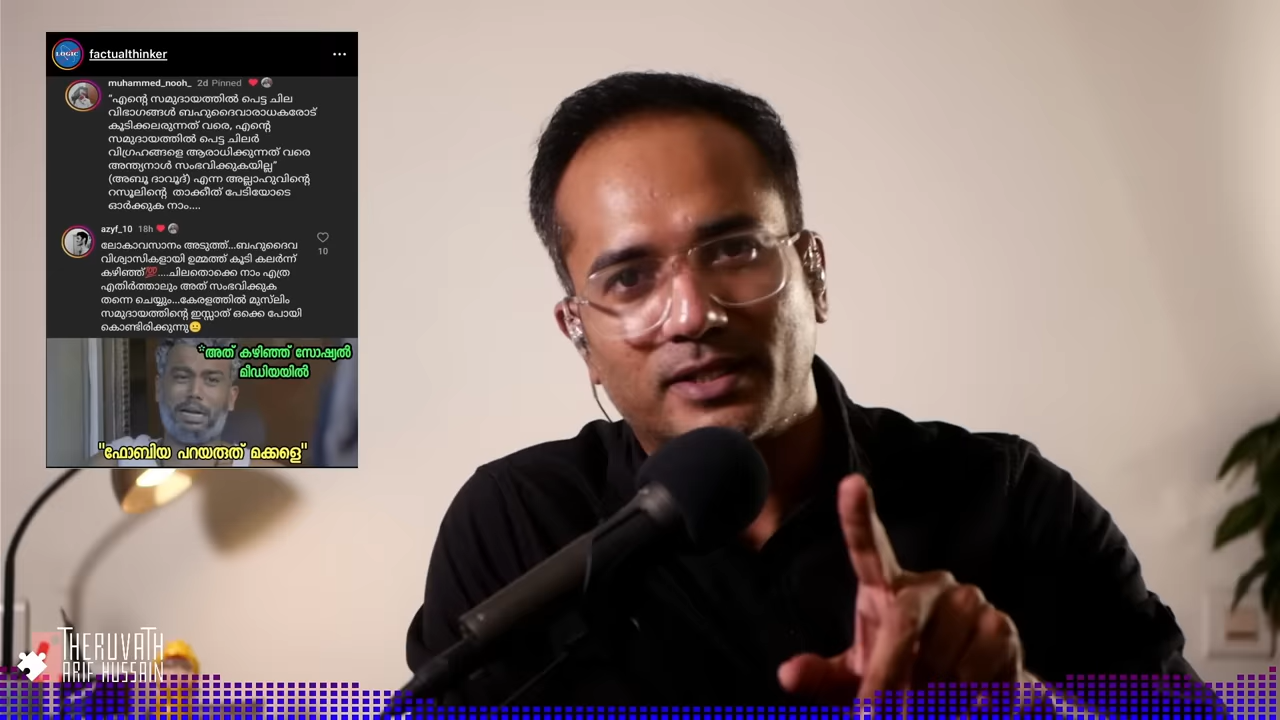 LOGIC
factualthinker
muhammed_nooh_ 2d Pinned
"എന്റെ സമുദായത്തിൽ പെട്ട ചില
വിഭാഗങ്ങൾ ബഹുദൈവാരാധകരോട്
കൂടിക്കലരുന്നത് വരെ, എന്റെ
സമുദായത്തിൽ പെട്ട ചിലർ
വിഗ്രഹങ്ങളെ ആരാധിക്കുന്നത് വരെ
അന്ത്യനാൾ സംഭവിക്കുകയില്ല"
(അബൂ ദാവൂദ്) എന്ന അല്ലാഹുവിന്റെ
റസൂലിന്റെ താക്കീത് പേടിയോടെ
ഓർക്കുക നാം....
azyf_10 18h
ലോകാവസാനം അടുത്ത്...ബഹുദൈവ
വിശ്വാസികളായി ഉമ്മത്ത് കൂടി കലർന്ന്
കഴിഞ്ഞ്💯....ചിലതൊക്കെ നാം എത്ര
എതിർത്താലും അത് സംഭവിക്കുക
തന്നെ ചെയ്യും...കേരളത്തിൽ മുസ്ലിം
സമുദായത്തിന്റെ ഇസ്സാത് ഒക്കെ പോയി
കൊണ്ടിരിക്കുന്നു😐
10
*അത് കഴിഞ്ഞ് സോഷ്യൽ
മീഡിയയിൽ
"ഫോബിയ പറയരുത് മക്കളെ"
THERUVATH
ARIF HUSSAIN